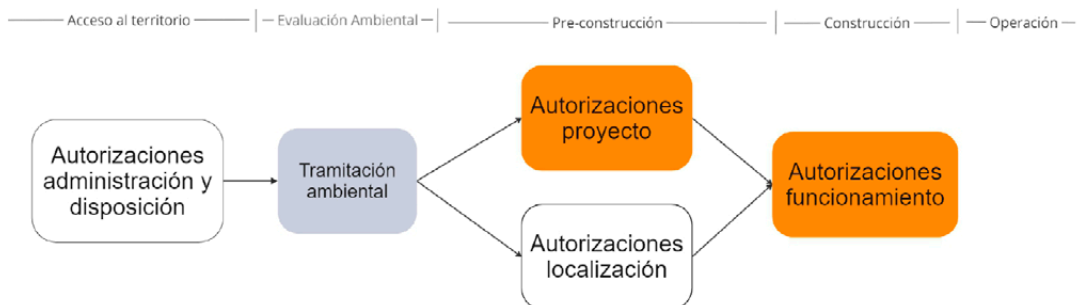 Acceso al territorio
Evaluación Ambiental
Pre-construcción
Construcción
Operación
Autorizaciones
administración y
disposición
Tramitación
ambiental
Autorizaciones
proyecto
Autorizaciones
localización
Autorizaciones
funcionamiento